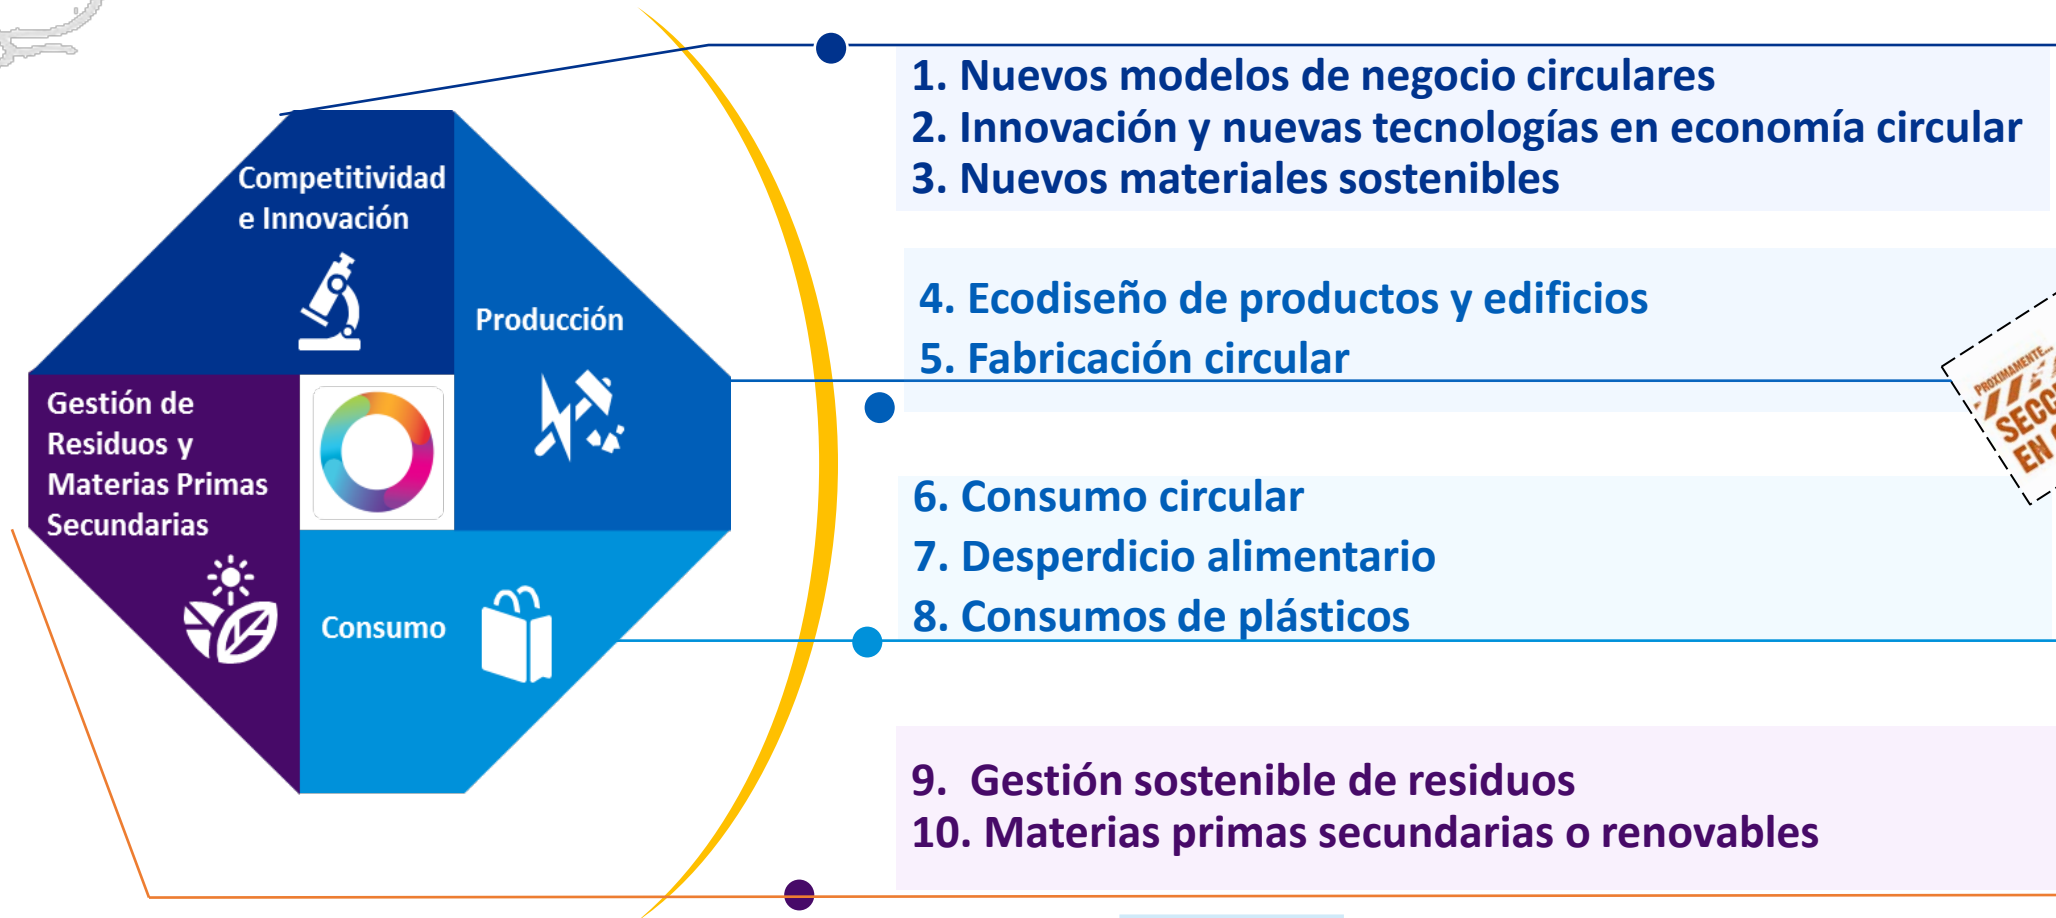 Competitividad
e Innovación
Producción
Gestión de
Residuos y
Materias Primas
Secundarias
Consumo
1. Nuevos modelos de negocio circulares
2. Innovación y nuevas tecnologías en economía circular
3. Nuevos materiales sostenibles
4. Ecodiseño de productos y edificios
5. Fabricación circular
PROXIMAMENTE...
EN
6. Consumo circular
7. Desperdicio alimentario
8. Consumos de plásticos
9. Gestión sostenible de residuos
10. Materias primas secundarias o renovables